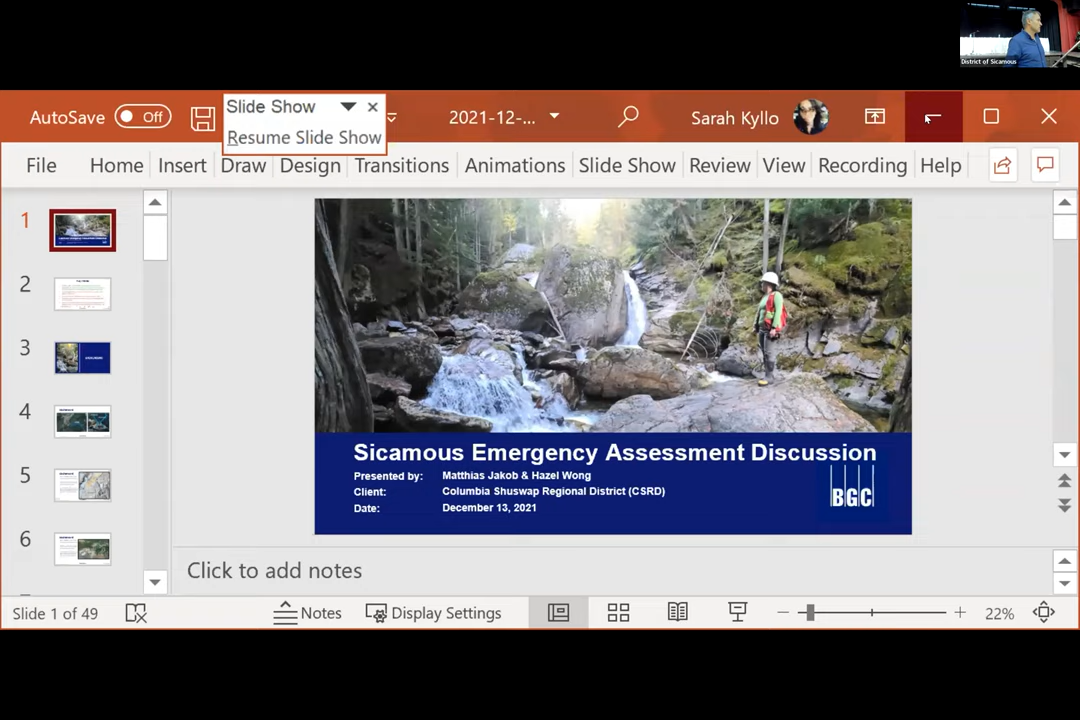 District of Sicamous
AutoSave Off
Slide Show
Resume Slide Show
2021-12-...
Sarah Kyllo
File Home Insert Draw Design Transitions Animations Slide Show Review View Recording Help
1
2
3
4
5
6
Sicamous Emergency Assessment Discussion
Presented by: Matthias Jakob & Hazel Wong
Client: Columbia Shuswap Regional District (CSRD)
Date: December 13, 2021
BGC
Click to add notes
Slide 1 of 49
Notes
Display Settings
22%